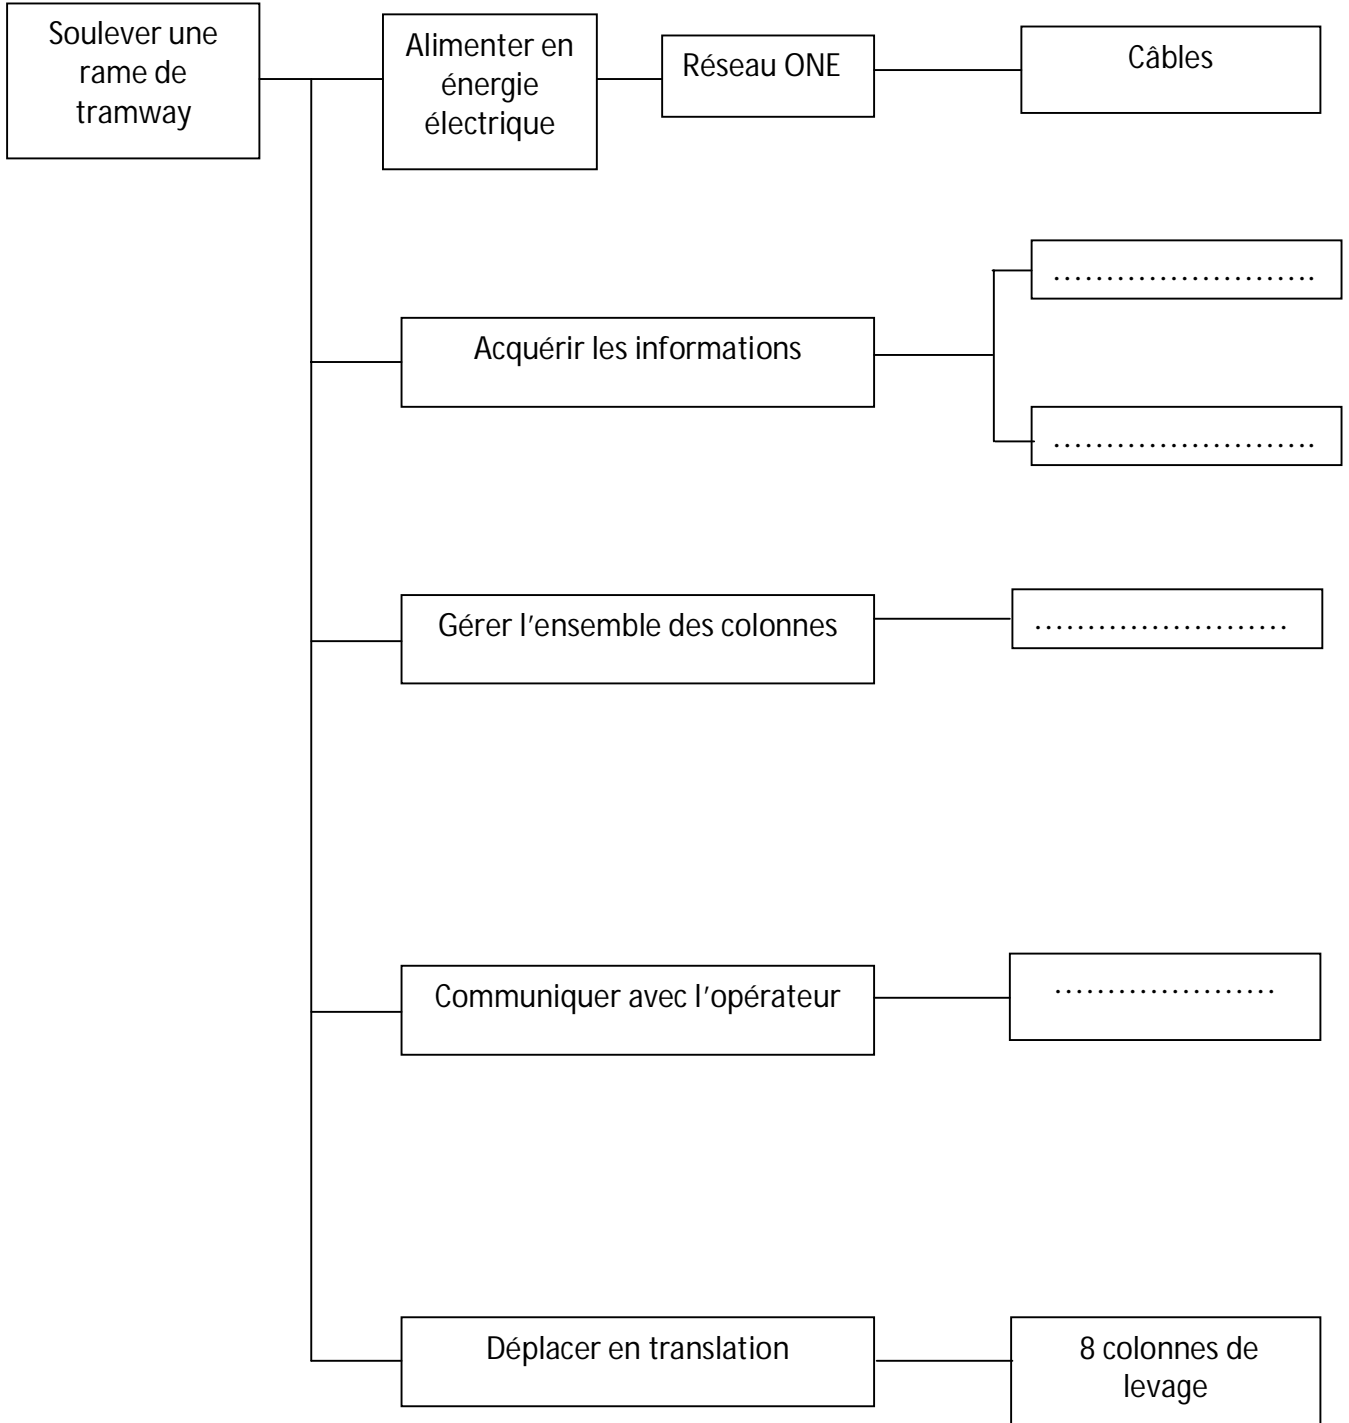 Soulever une
rame de
tramway
Alimenter en
énergie
électrique
Réseau ONE
Câbles
.........................
Acquérir les informations
.........................
Gérer l’ensemble des colonnes
........................
Communiquer avec l’opérateur
.....................
Déplacer en translation
8 colonnes de
levage